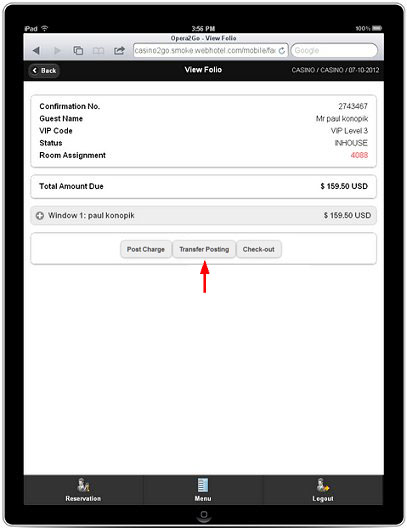 iPad 3:56 PM 100%
Opera2Go - View Folio
casino2go.smoke.webhotel.com/mobile/fac Google
Back View Folio CASINO / CASINO / 07-10-2012
Confirmation No. 2743467
Guest Name Mr paul konopik
VIP Code VIP Level 3
Status INHOUSE
Room Assignment 4088
Total Amount Due $ 159.50 USD
Window 1: paul konopik $ 159.50 USD
Post Charge Transfer Posting Check-out
Reservation Menu Logout